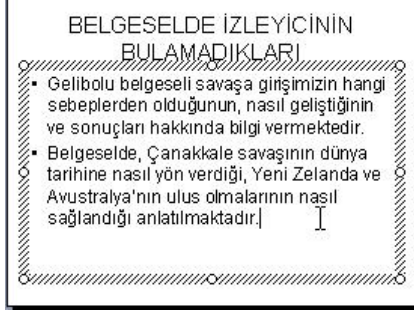 BELGESELDE İZLEYİCİNİN
BULAMADIKLARI
• Gelibolu belgeseli savaşa girişimizin hangi
sebeplerden olduğunun, nasıl geliştiğinin
ve sonuçları hakkında bilgi vermektedir.
• Belgeselde, Çanakkale savaşının dünya
tarihine nasıl yön verdiği, Yeni Zelanda ve
Avustralya'nın ulus olmalarının nasıl
sağlandığı anlatılmaktadır.